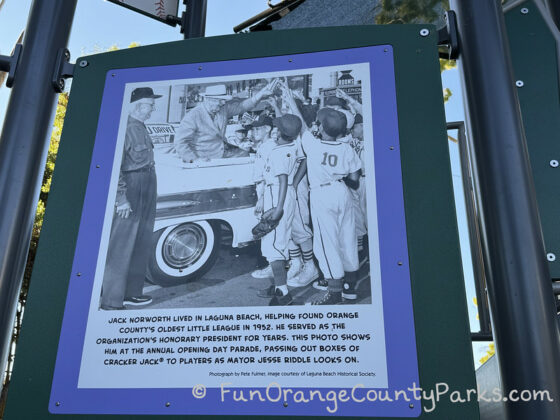 ROOMS
U DRIVE
10
JACK NORWORTH LIVED IN LAGUNA BEACH, HELPING FOUND ORANGE
COUNTY'S OLDEST LITTLE LEAGUE IN 1952. HE SERVED AS THE
ORGANIZATION'S HONORARY PRESIDENT FOR YEARS. THIS PHOTO SHOWS
HIM AT THE ANNUAL OPENING DAY PARADE, PASSING OUT BOXES OF
CRACKER JACK® TO PLAYERS AS MAYOR JESSE RIDDLE LOOKS ON.
Photograph by Pete Fulmer, image courtesy of Laguna Beach Historical Society.
© FunOrangeCountyParks.com